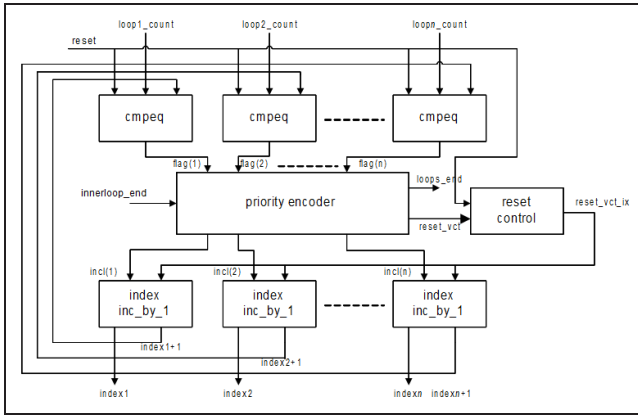 loop1_count loop2_count loopn_count
reset
cmpeq cmpeq cmpeq
flag(1) flag(2) flag(n)
loops_end
innerloop_end
priority encoder
reset control
reset_vct_ix
reset_vct
incl(1) incl(2) incl(n)
index index index
inc_by_1 inc_by_1 inc_by_1
index1+1
index2+1
index1 index2 indexn indexn+1